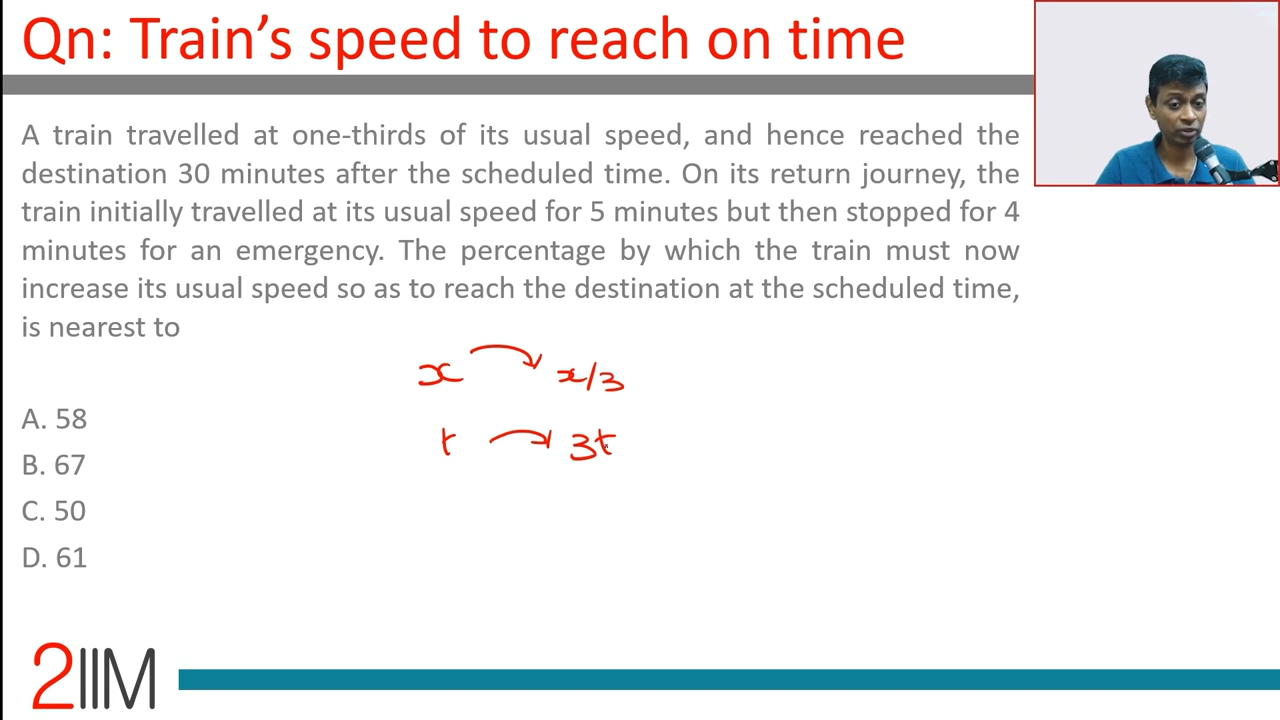 Qn: Train's speed to reach on time
A train travelled at one-thirds of its usual speed, and hence reached the
destination 30 minutes after the scheduled time. On its return journey, the
train initially travelled at its usual speed for 5 minutes but then stopped for 4
minutes for an emergency. The percentage by which the train must now
increase its usual speed so as to reach the destination at the scheduled time,
is nearest to
x x/3
A. 58
t 3t
B. 67
C. 50
D. 61
2IIM